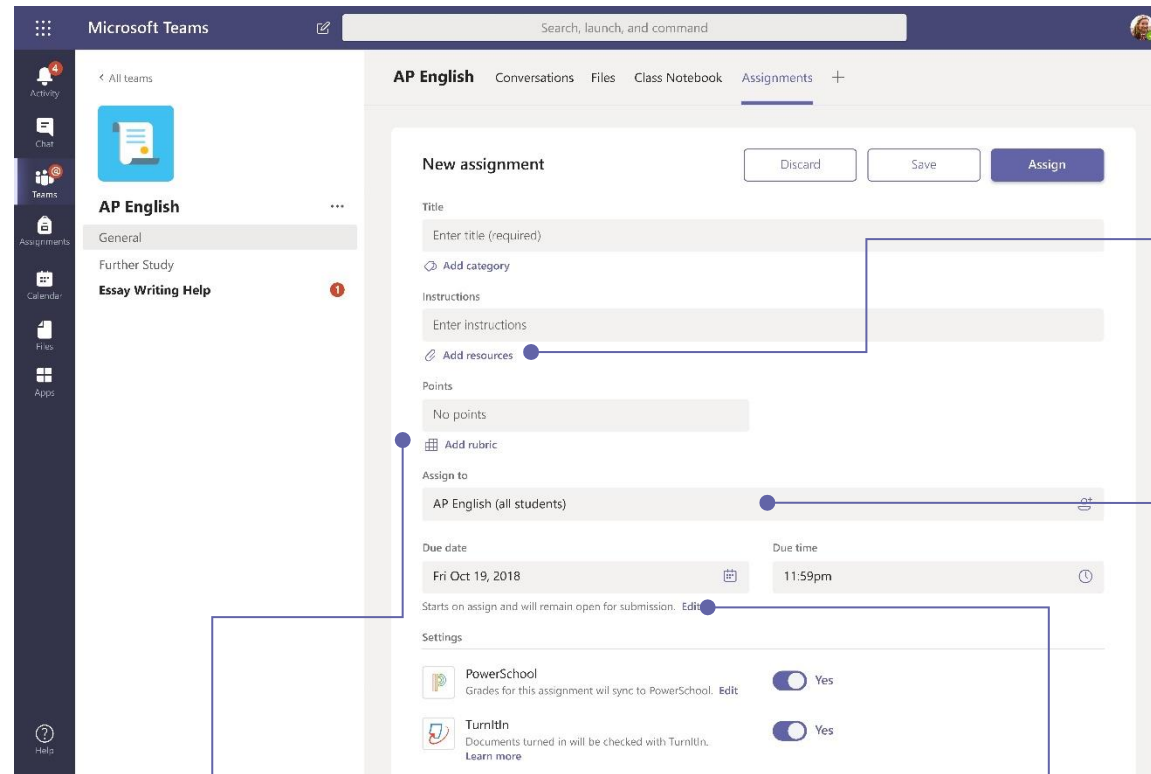 Microsoft Teams
Search, launch, and command
4
Activity
Chat
@
Teams
Assignments
Calendar
Files
Apps
Help
< All teams
AP English
...
General
Further Study
Essay Writing Help
1
AP English Conversations Files Class Notebook Assignments +
New assignment
Discard
Save
Assign
Title
Enter title (required)
Add category
Instructions
Enter instructions
Add resources
Points
No points
Add rubric
Assign to
AP English (all students)
Due date
Due time
Fri Oct 19, 2018
11:59pm
Starts on assign and will remain open for submission. Edit
Settings
PowerSchool
Grades for this assignment wil sync to PowerSchool. Edit
Yes
TurnItIn
Documents turned in will be checked with TurnItIn.
Learn more
Yes